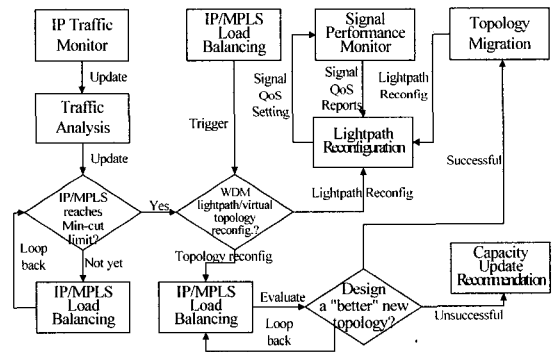 IP Traffic
Monitor
Update
Traffic
Analysis
Update
IP/MPLS
reaches
Min-cut
limit?
Yes
Loop
back
Not yet
IP/MPLS
Load
Balancing
IP/MPLS
Load
Balancing
Trigger
WDM
lightpath/virtual
topology
reconfig.?
Topology reconfig
IP/MPLS
Load
Balancing
Evaluate
Loop
back
Signal
Performance
Monitor
Signal
QoS
Setting
Signal
QoS
Reports
Lightpath
Reconfig
Lightpath
Reconfiguration
Lightpath Reconfig
Topology
Migration
Successful
Design
a "better" new
topology?
Unsuccessful
Capacity
Update
Recommendation